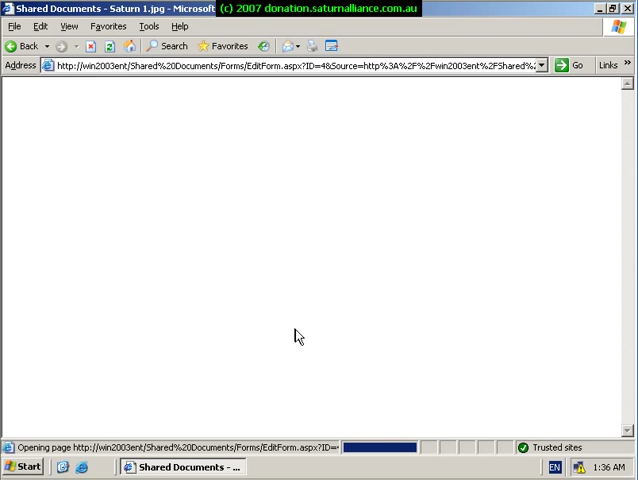 Shared Documents - Saturn 1.jpg - Microsoft
(c) 2007 donation.saturnalliance.com.au
File Edit View Favorites Tools Help
Back Search Favorites
Address http://win2003ent/Shared%20Documents/Forms/EditForm.aspx?ID=4&Source=http%3A%2F%2Fwin2003ent%2FShared%2 Go Links »
Opening page http://win2003ent/Shared%20Documents/Forms/EditForm.aspx?ID= Trusted sites
Start Shared Documents - ... EN 1:36 AM